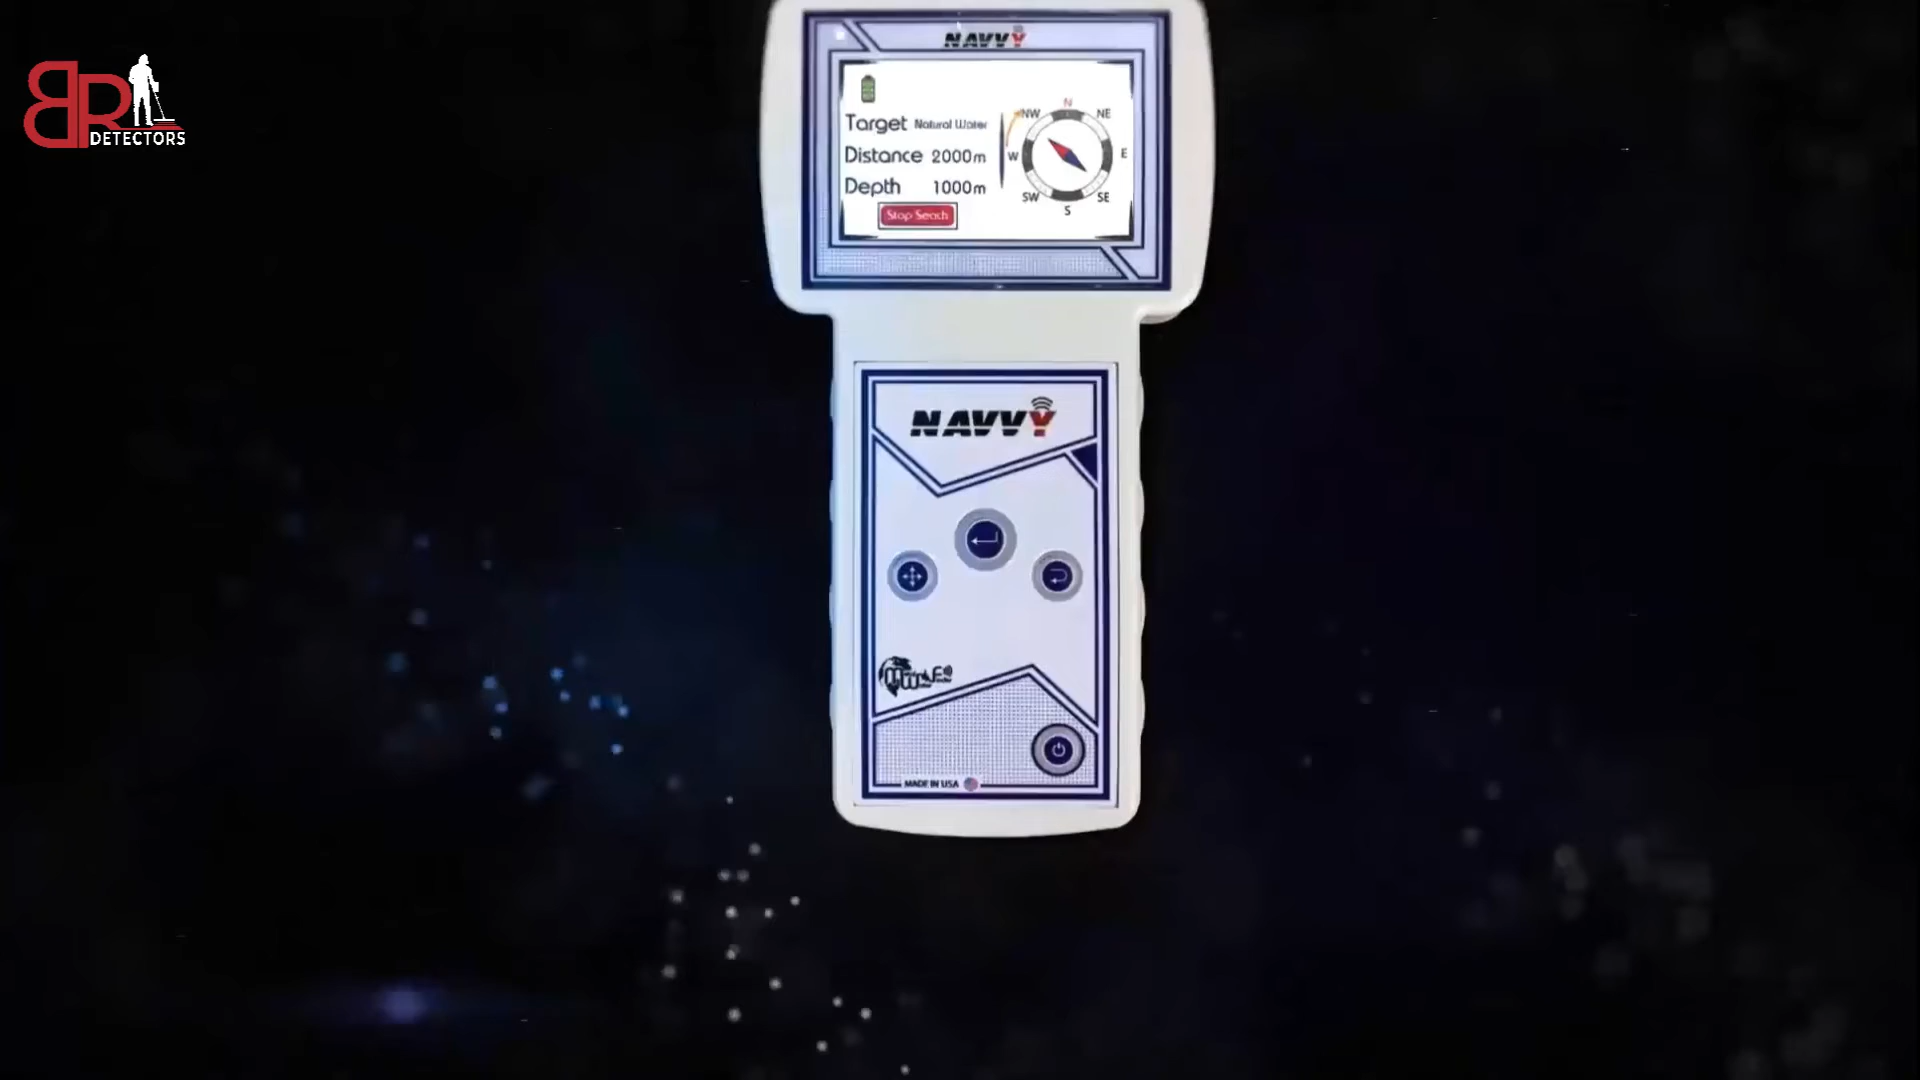 BR
DETECTORS
NAVVY
Target Natural Water
Distance 2000m
Depth 1000m
Stop Serch
N
NE
E
SE
S
SW
W
NW
NAVVY
MADE IN USA